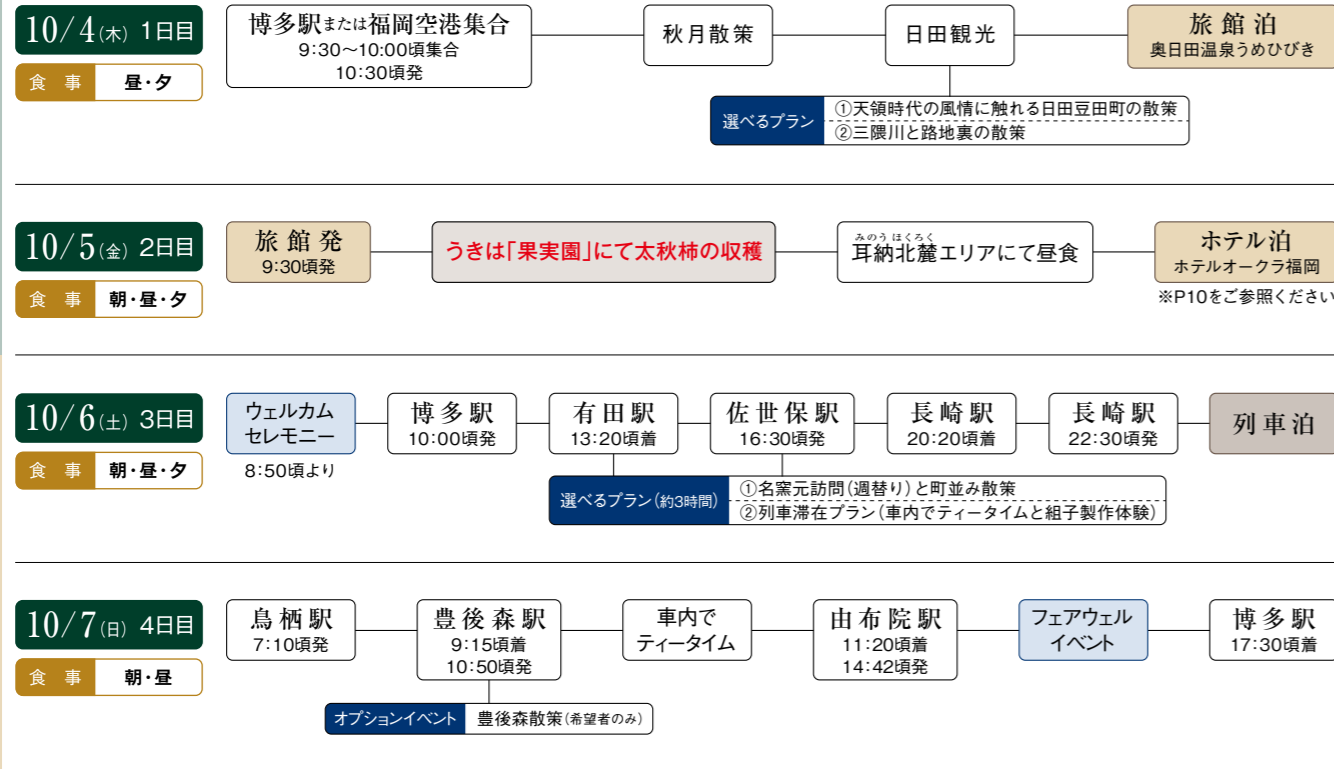 10/4(木) 1日目
食 事 昼・夕
博多駅または福岡空港集合
9:30〜10:00頃集合
10:30頃発
秋月散策
日田観光
旅館泊
奥日田温泉うめひびき
選べるプラン
①天領時代の風情に触れる日田豆田町の散策
②三隈川と路地裏の散策
10/5(金) 2日目
食 事 朝・昼・夕
旅館発
9:30頃発
うきは「果実園」にて太秋柿の収穫
みのう ほくろく
耳納北麓エリアにて昼食
ホテル泊
ホテルオークラ福岡
※P10をご参照ください
10/6(土) 3日目
食 事 朝・昼・夕
ウェルカム
セレモニー
8:50頃より
博多駅
10:00頃発
有田駅
13:20頃着
佐世保駅
16:30頃発
長崎駅
20:20頃着
長崎駅
22:30頃発
列車泊
選べるプラン(約3時間)
①名窯元訪問(週替り)と町並み散策
②列車滞在プラン(車内でティータイムと組子製作体験)
10/7(日) 4日目
食 事 朝・昼
鳥栖駅
7:10頃発
豊後森駅
9:15頃着
10:50頃発
車内で
ティータイム
由布院駅
11:20頃着
14:42頃発
フェアウェル
イベント
博多駅
17:30頃着
オプションイベント 豊後森散策(希望者のみ)